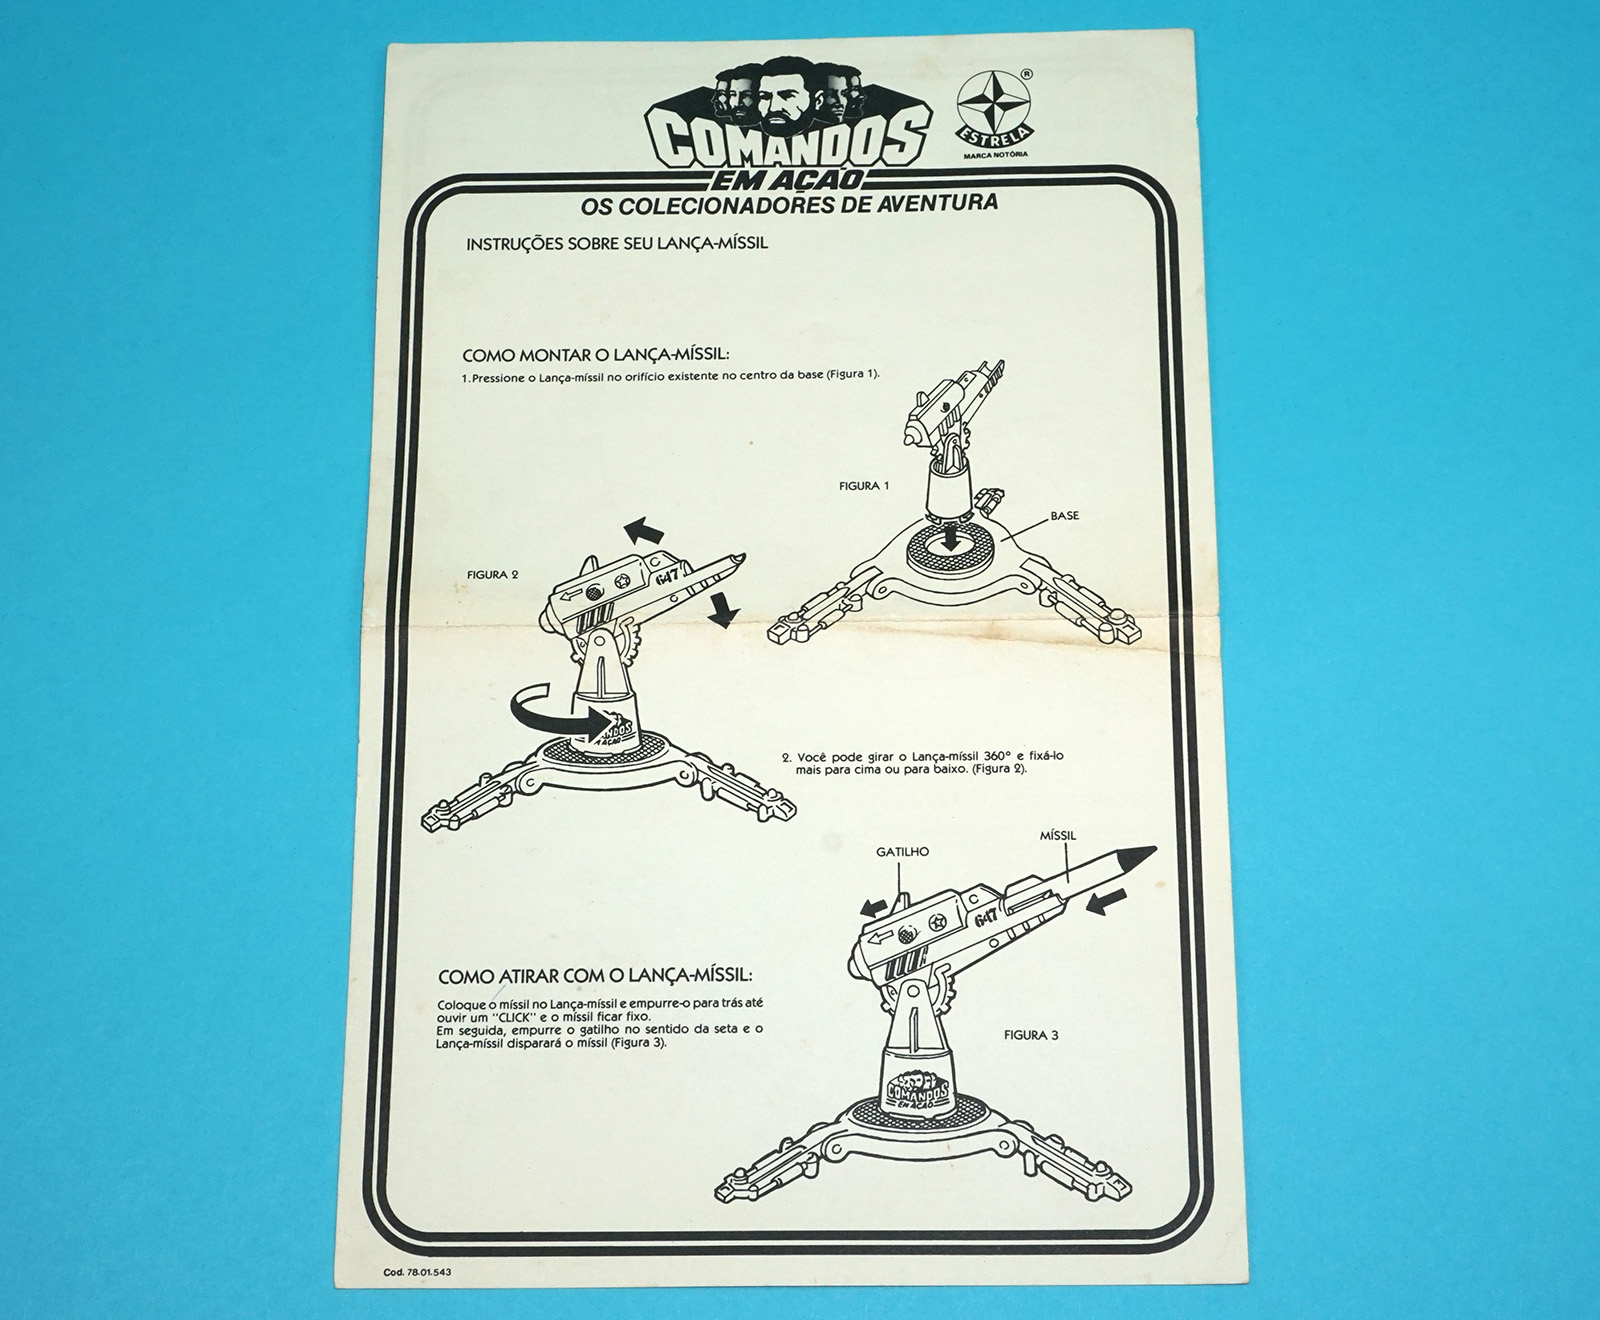 COMANDOS
EM AÇÃO
®
ESTRELA
MARCA NOTÓRIA
OS COLECIONADORES DE AVENTURA
INSTRUÇÕES SOBRE SEU LANÇA-MÍSSIL
COMO MONTAR O LANÇA-MÍSSIL:
1. Pressione o Lança-míssil no orifício existente no centro da base (Figura 1).
FIGURA 1
BASE
FIGURA 2
C
647
COMANDOS
EM AÇÃO
2. Você pode girar o Lança-míssil 360° e fixá-lo
mais para cima ou para baixo. (Figura 2).
MÍSSIL
GATILHO
C
647
COMO ATIRAR COM O LANÇA-MÍSSIL:
Coloque o míssil no Lança-míssil e empurre-o para trás até
ouvir um "CLICK" e o míssil ficar fixo.
Em seguida, empurre o gatilho no sentido da seta e o
Lança-míssil disparará o míssil (Figura 3).
FIGURA 3
COMANDOS
EM AÇÃO
Cod. 78.01.543